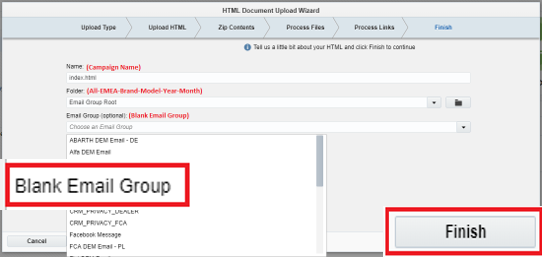 HTML Document Upload Wizard
Upload Type Upload HTML Zip Contents Process Files Process Links Finish
Tell us a little bit about your HTML and click Finish to continue
Name: (Campaign Name)
index.html
Folder: (All-EMEA-Brand-Model-Year-Month)
Email Group Root
Email Group (optional): (Blank Email Group)
Choose an Email Group
ABARTH DEM Email - DE
Alfa DEM Email
Blank Email Group
CRM_PRIVACY_DEALER
CRM_PRIVACY_FCA
Facebook Message
FCA DEM Email - PL
Cancel
Finish